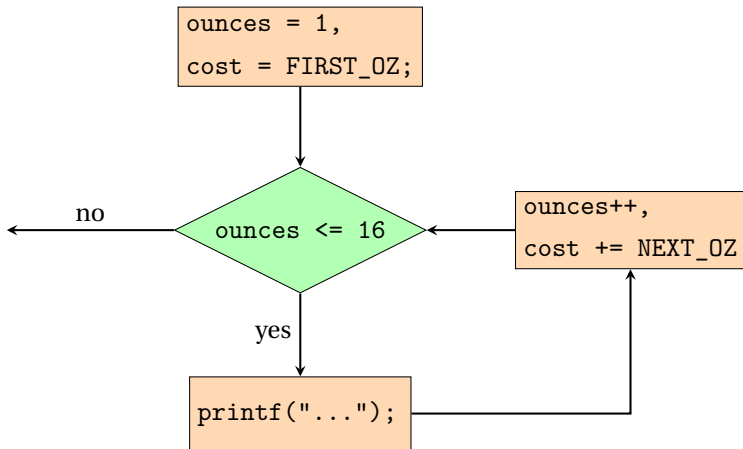 ounces = 1,
cost = FIRST_OZ;
no
ounces <= 16
ounces++,
cost += NEXT_OZ
yes
printf("...");